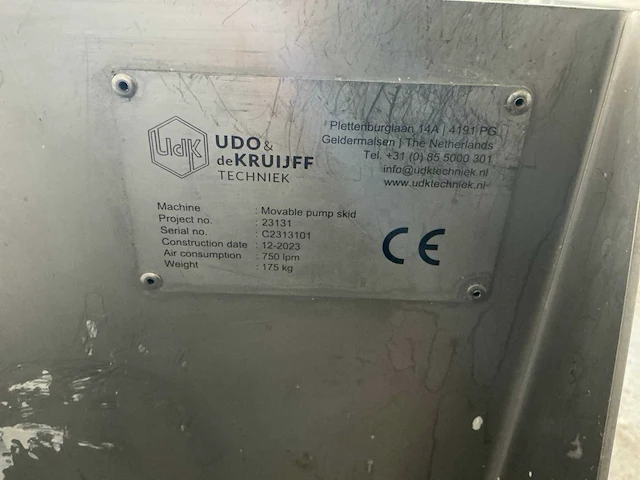 UdK
UDO &
deKRUIJFF
TECHNIEK
Plettenburglaan 14A | 4191 PG
Geldermalsen | The Netherlands
Tel. +31 (0) 85 5000 301
info@udktechniek.nl
www.udktechniek.nl
Machine : Movable pump skid
Project no. : 23131
Serial no. : C2313101
Construction date : 12-2023
Air consumption : 750 lpm
Weight : 175 kg
CE